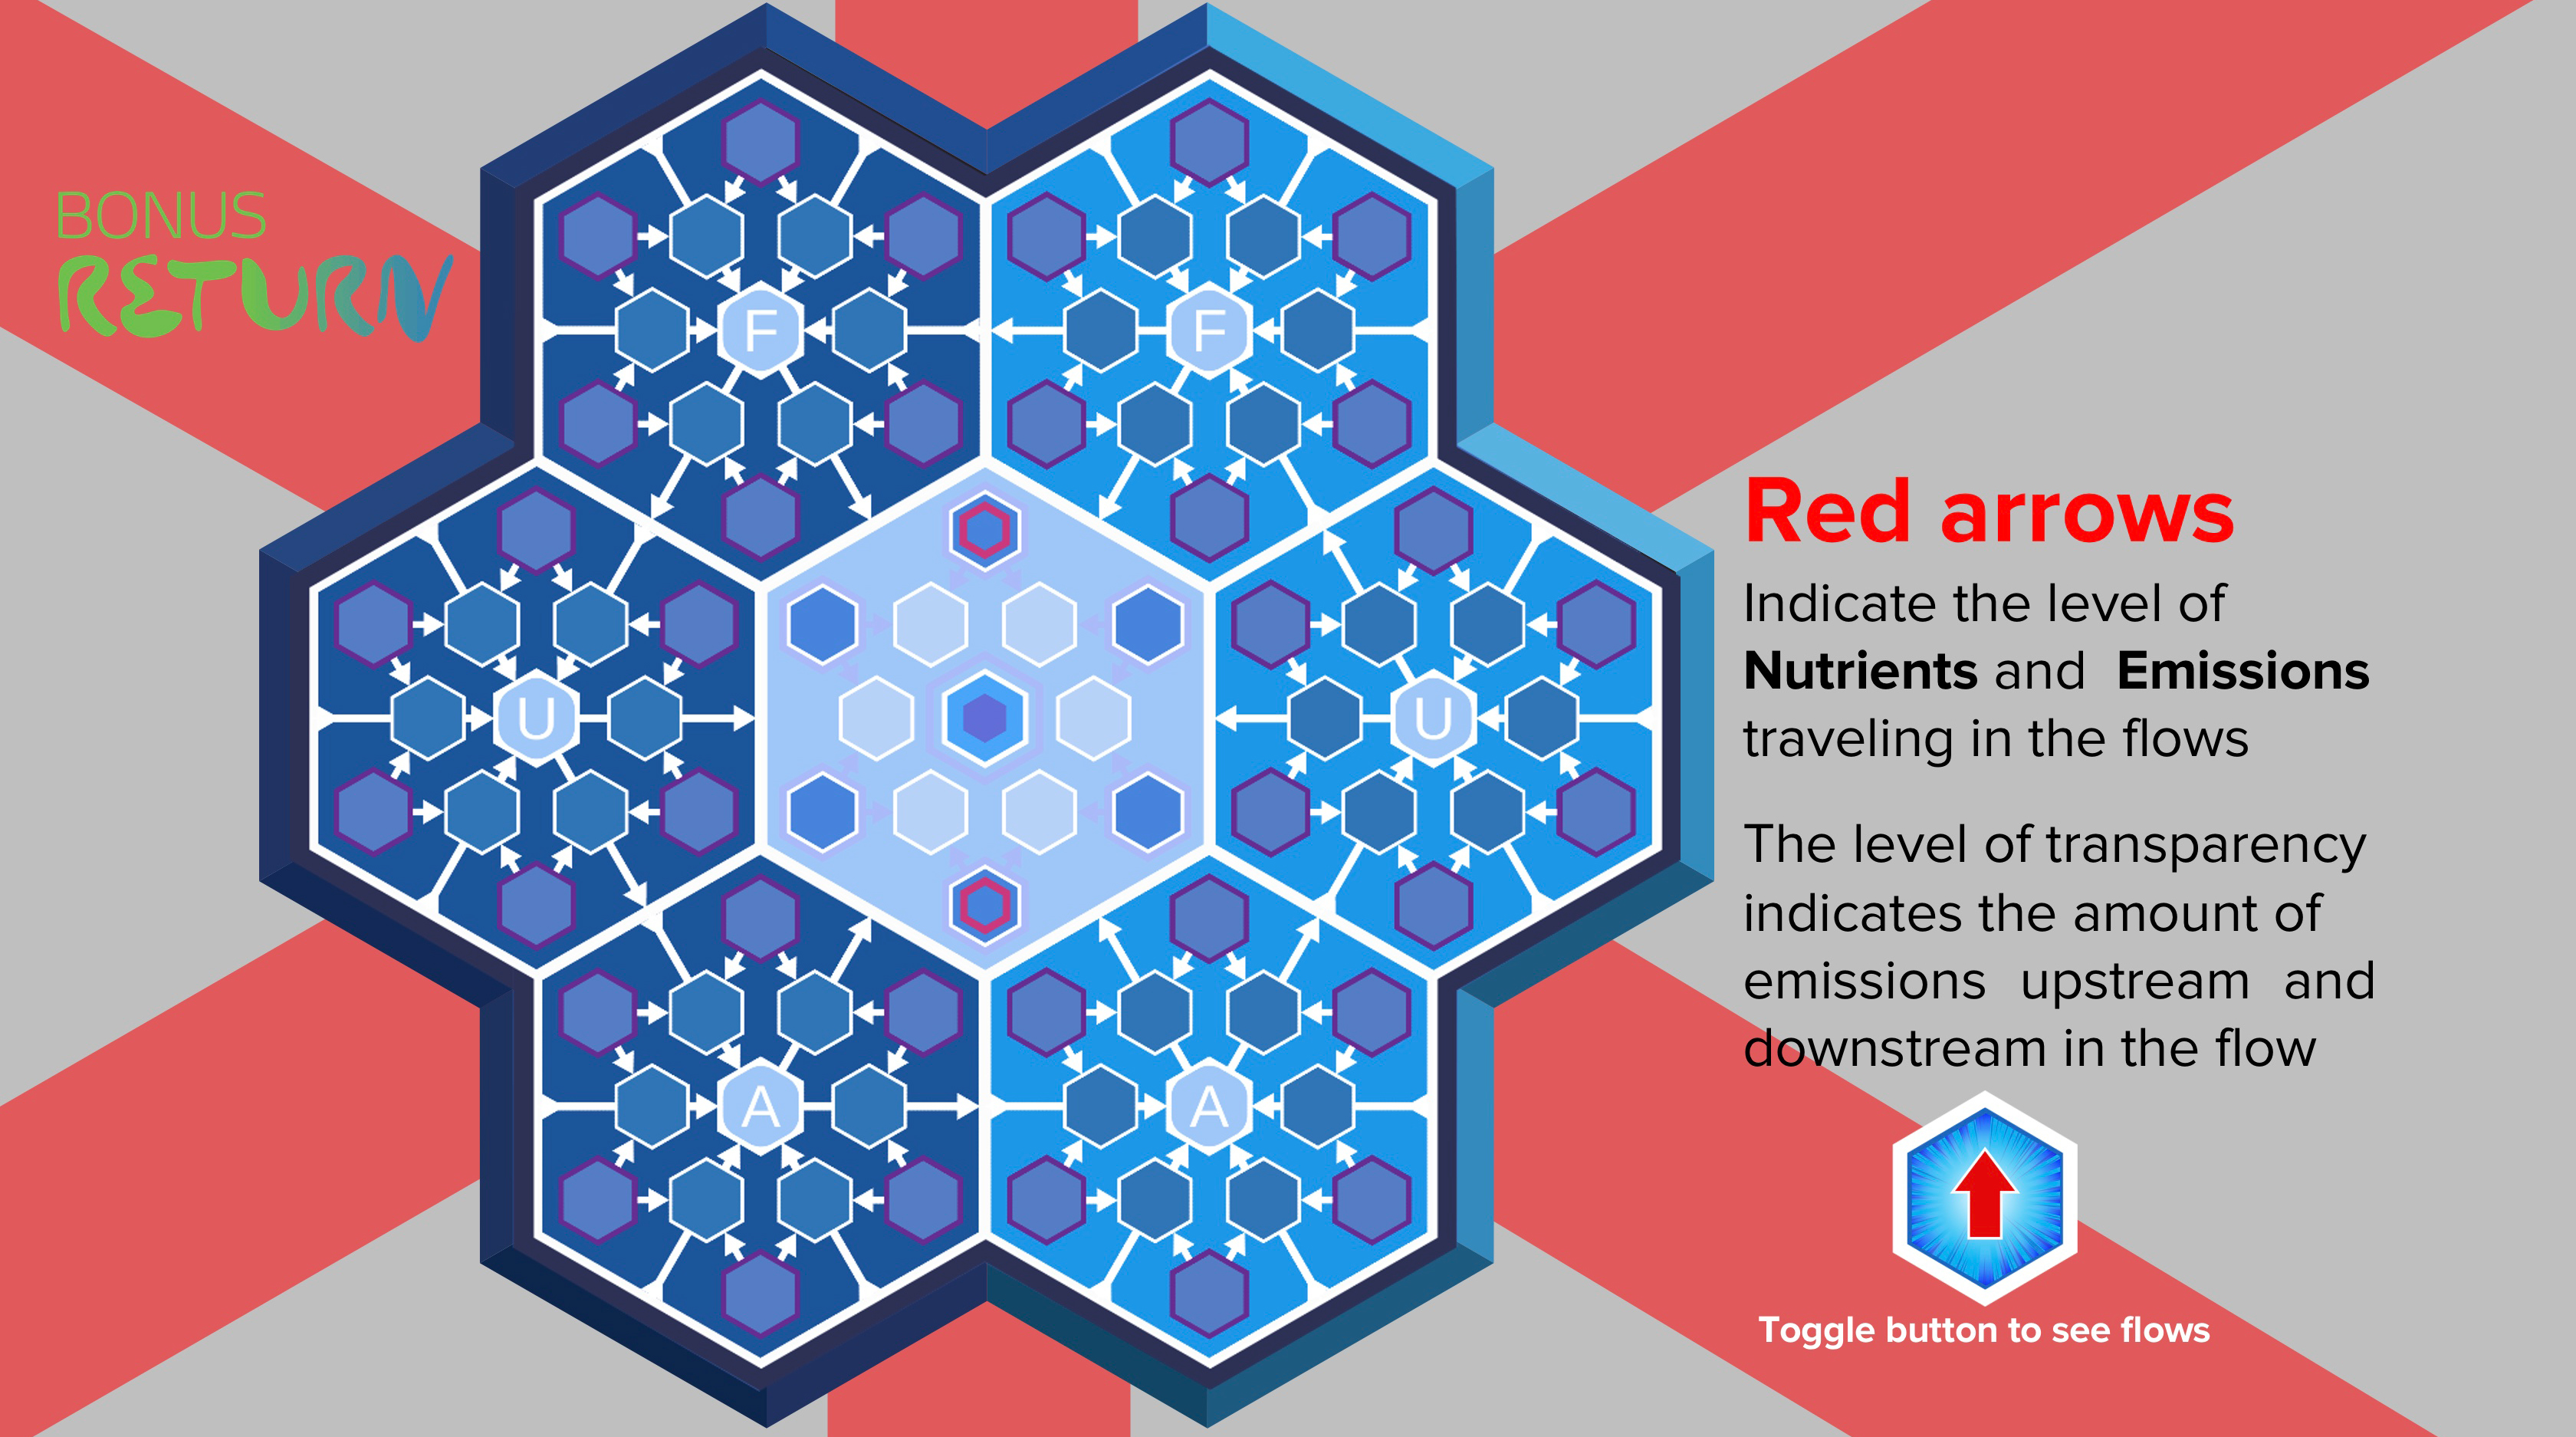 BONUS
RETURN
F
F
U
U
A
A
Red arrows
Indicate the level of
Nutrients and Emissions
traveling in the flows
The level of transparency
indicates the amount of
emissions upstream and
downstream in the flow
Toggle button to see flows